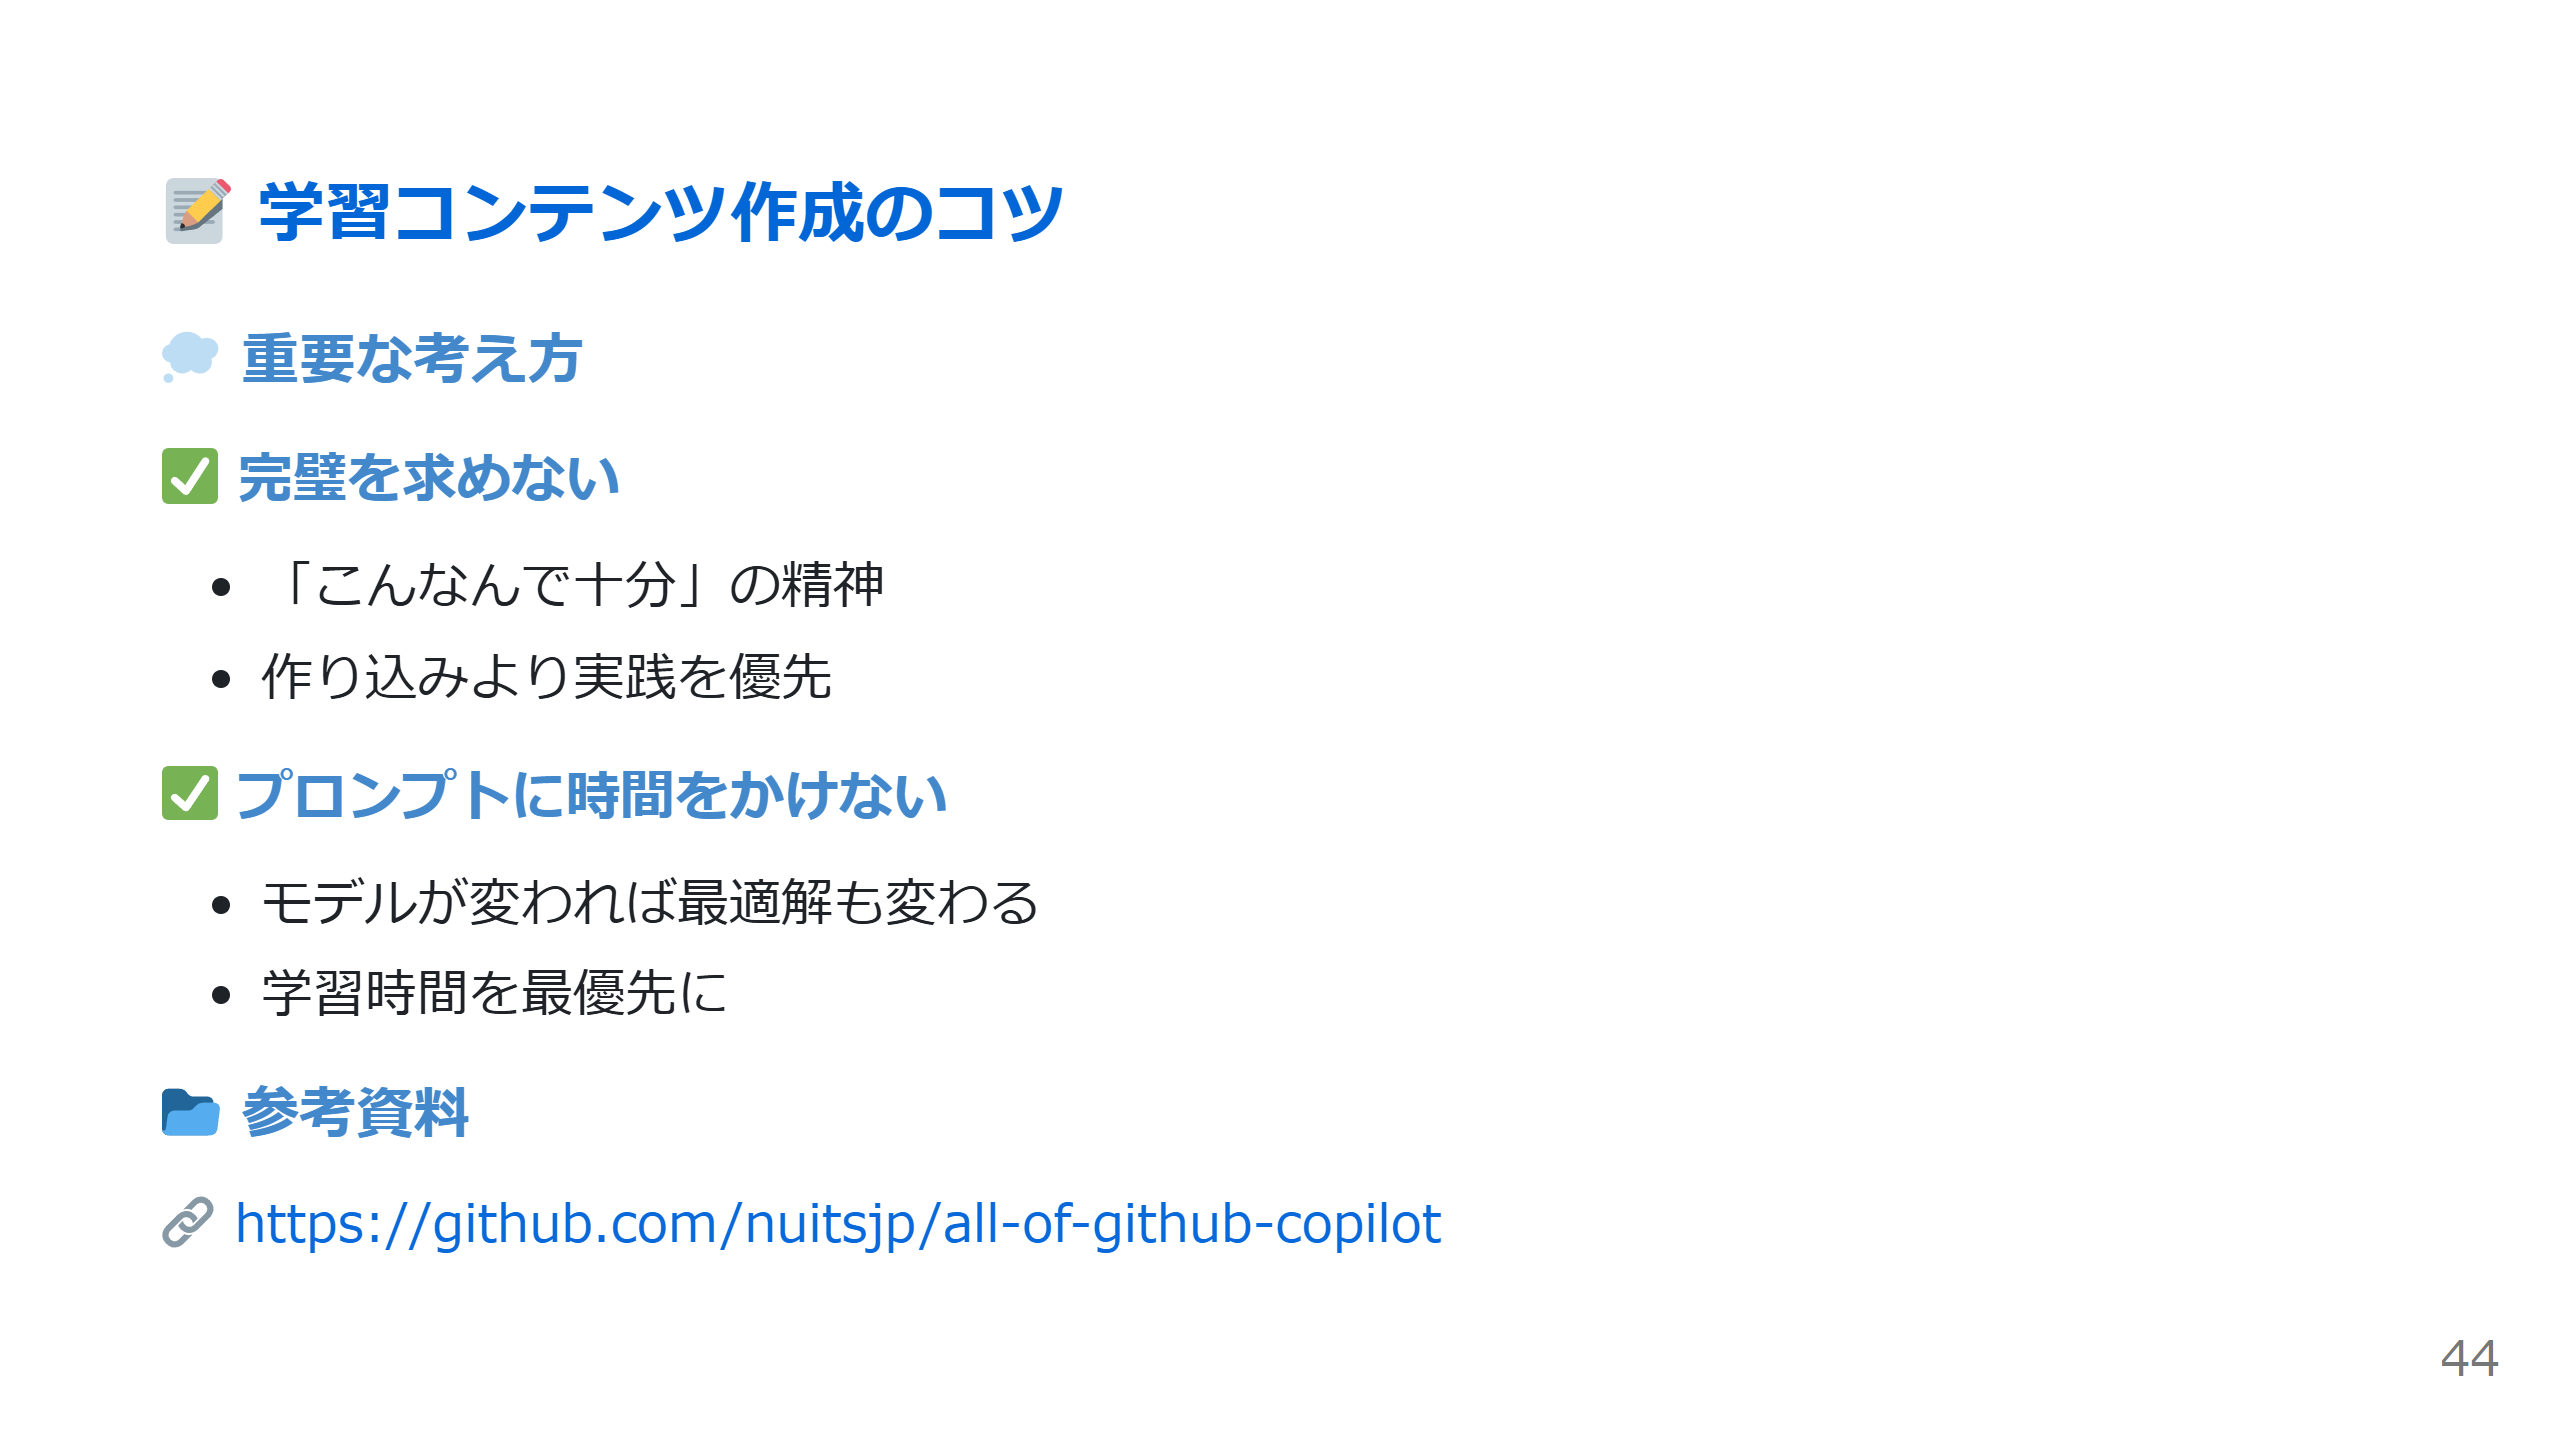 📝 学習コンテンツ作成のコツ
💭 重要な考え方
✅ 完璧を求めない
• 「こんなんで十分」の精神
• 作り込みより実践を優先
✅ プロンプトに時間をかけない
• モデルが変われば最適解も変わる
• 学習時間を最優先に
📂 参考資料
🔗 https://github.com/nuitsjp/all-of-github-copilot
44